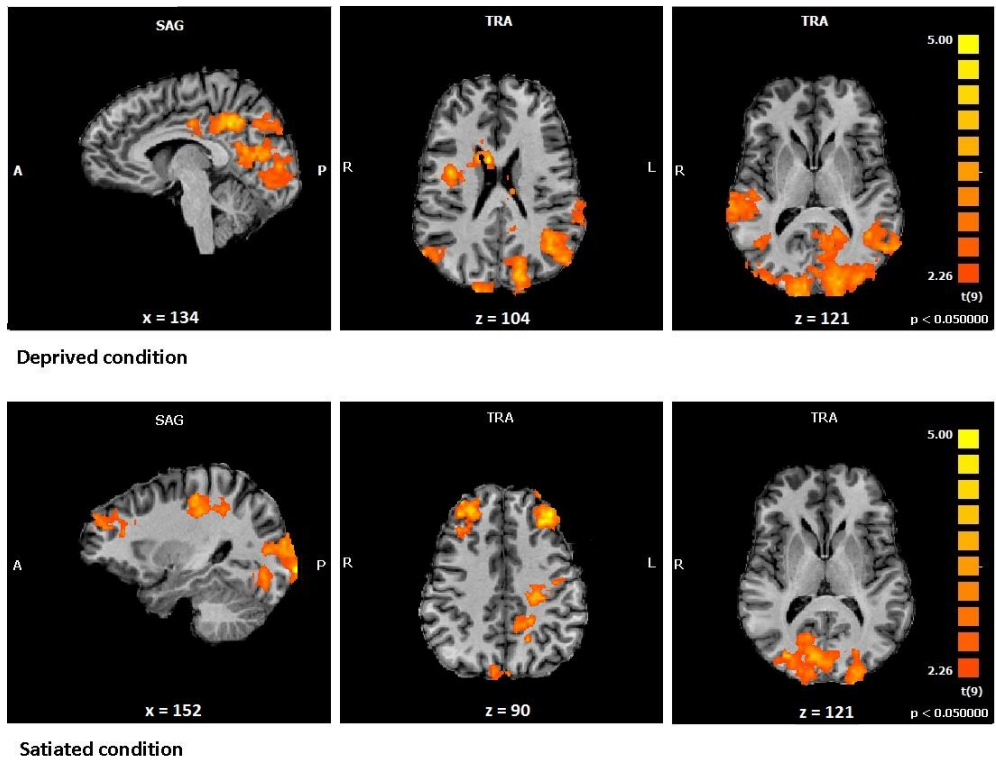 SAG
TRA
TRA
5.00
A
P
R
L
R
2.26
t(9)
x = 134
z = 104
z = 121
p < 0.050000
Deprived condition
SAG
TRA
TRA
5.00
A
P
R
L
R
2.26
t(9)
x = 152
z = 90
z = 121
p < 0.050000
Satiated condition